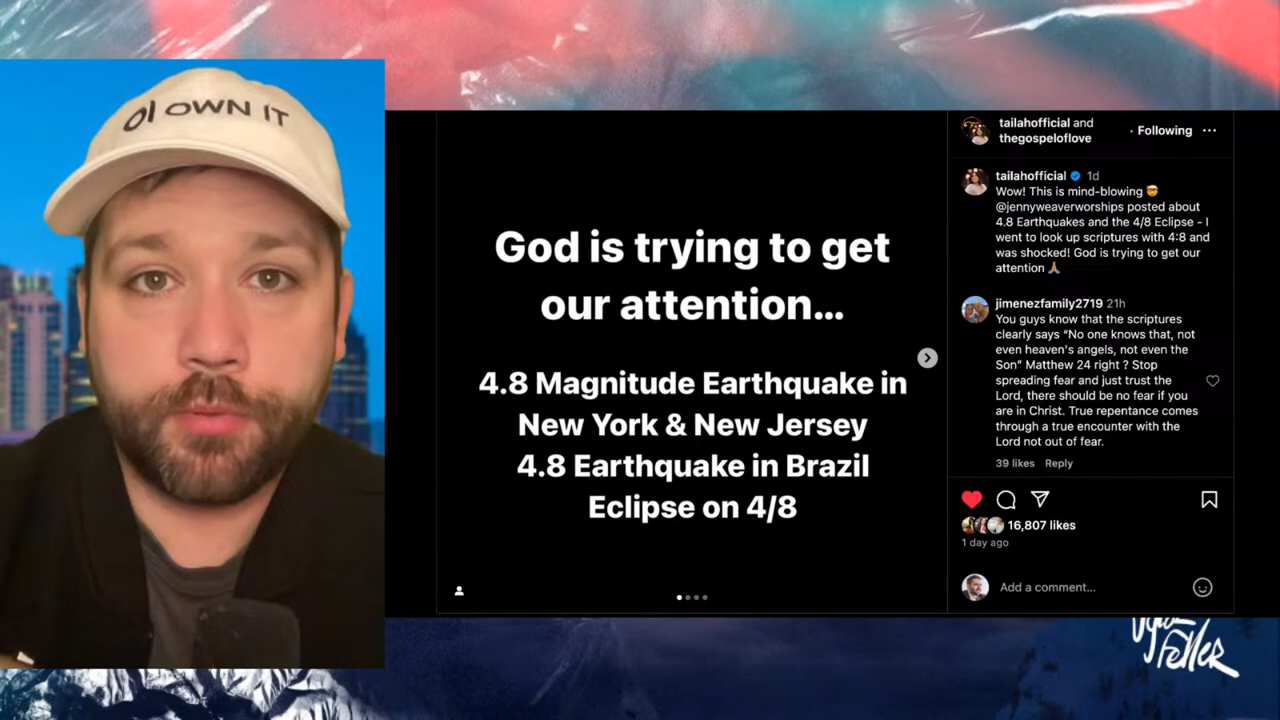 OI OWN IT
God is trying to get
our attention...
4.8 Magnitude Earthquake in
New York & New Jersey
4.8 Earthquake in Brazil
Eclipse on 4/8
tailahofficial and
thegospeloflove
• Following
tailahofficial 1d
Wow! This is mind-blowing 🤯
@jennyweaverworships posted about
4.8 Earthquakes and the 4/8 Eclipse - I
went to look up scriptures with 4:8 and
was shocked! God is trying to get our
attention 🙏🏽
jimenezfamily2719 21h
You guys know that the scriptures
clearly says “No one knows that, not
even heaven's angels, not even the
Son” Matthew 24 right ? Stop
spreading fear and just trust the
Lord, there should be no fear if you
are in Christ. True repentance comes
through a true encounter with the
Lord not out of fear.
39 likes Reply
16,807 likes
1 day ago
Add a comment...